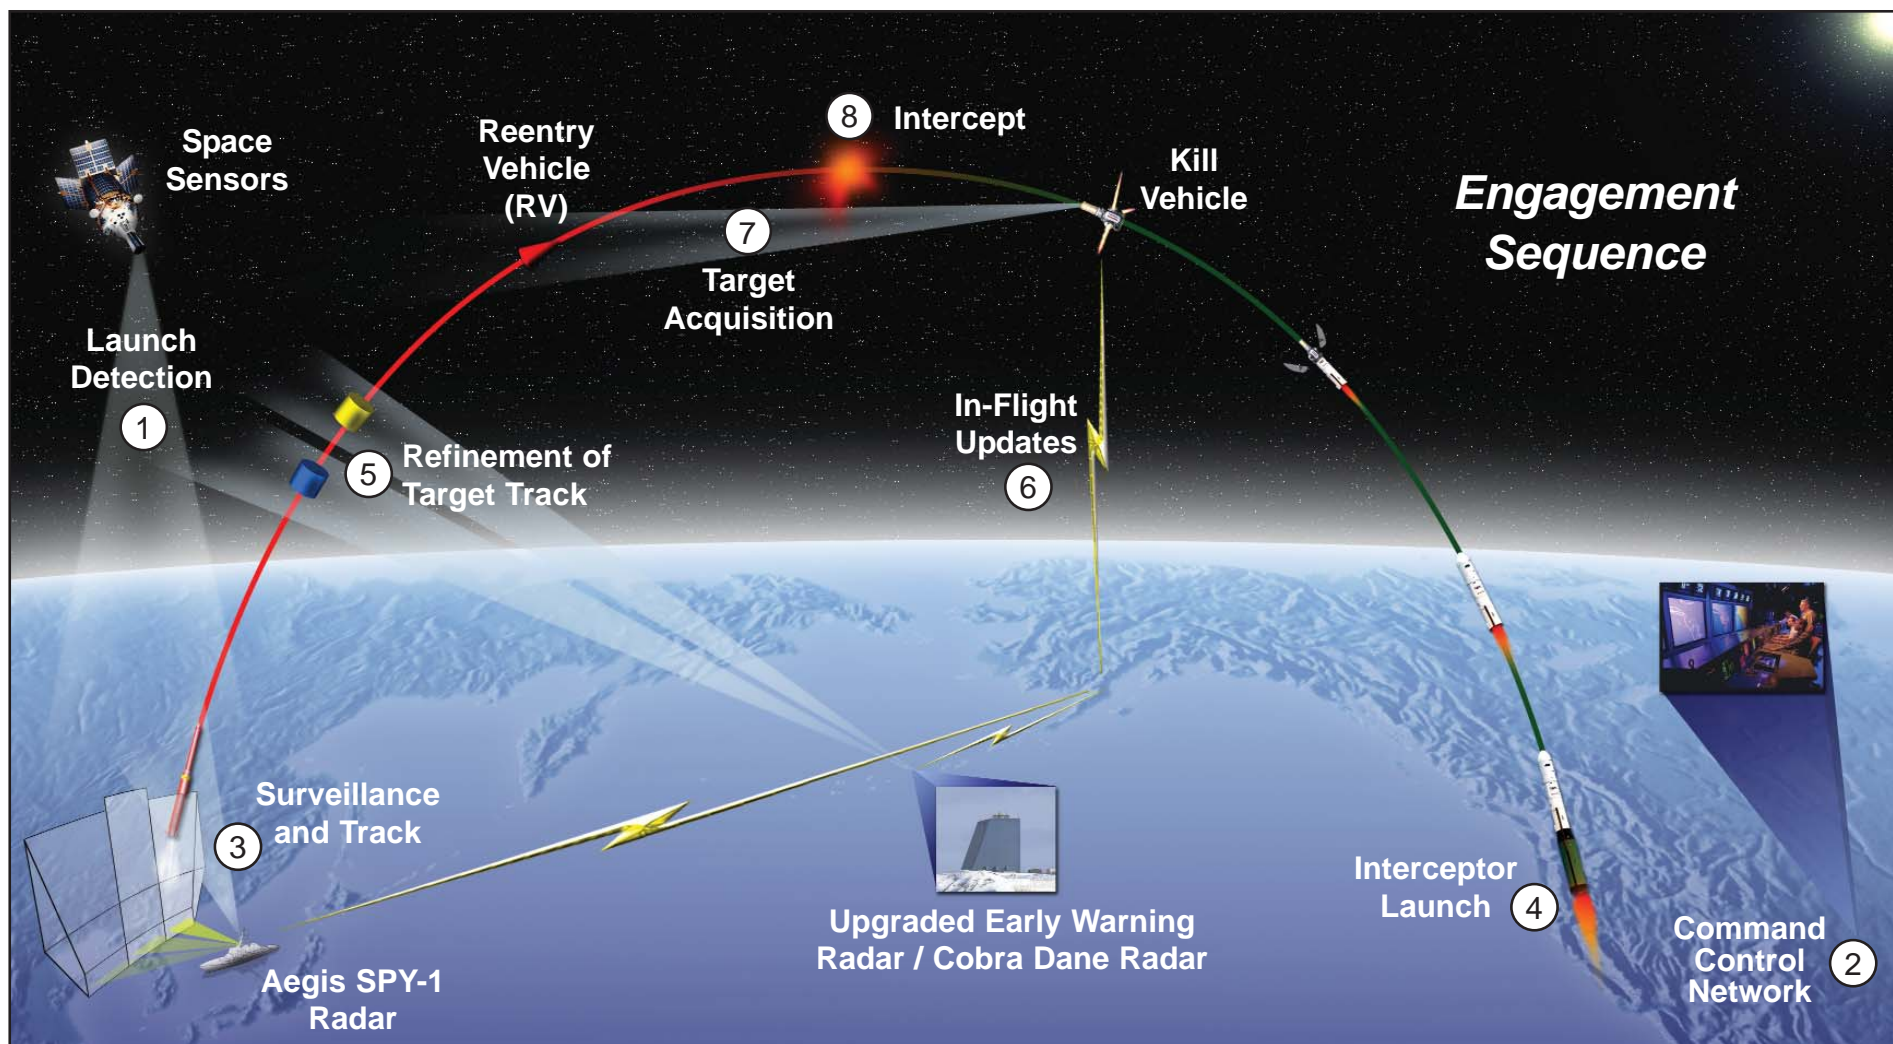 Engagement
Sequence
Space
Sensors
Launch
Detection
1
Reentry
Vehicle
(RV)
8
Intercept
7
Target
Acquisition
Kill
Vehicle
5
Refinement of
Target Track
In-Flight
Updates
6
3
Surveillance
and Track
Aegis SPY-1
Radar
Upgraded Early Warning
Radar / Cobra Dane Radar
Interceptor
Launch
4
Command
Control
Network
2